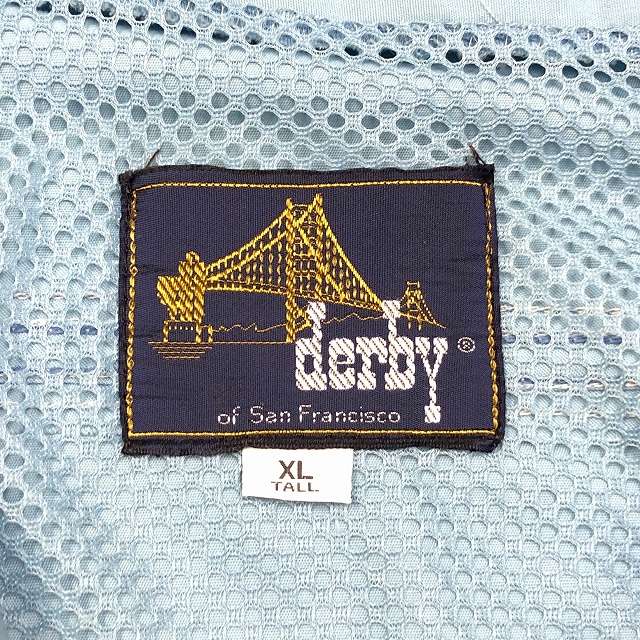 derby®
of San Francisco
XL
TALL